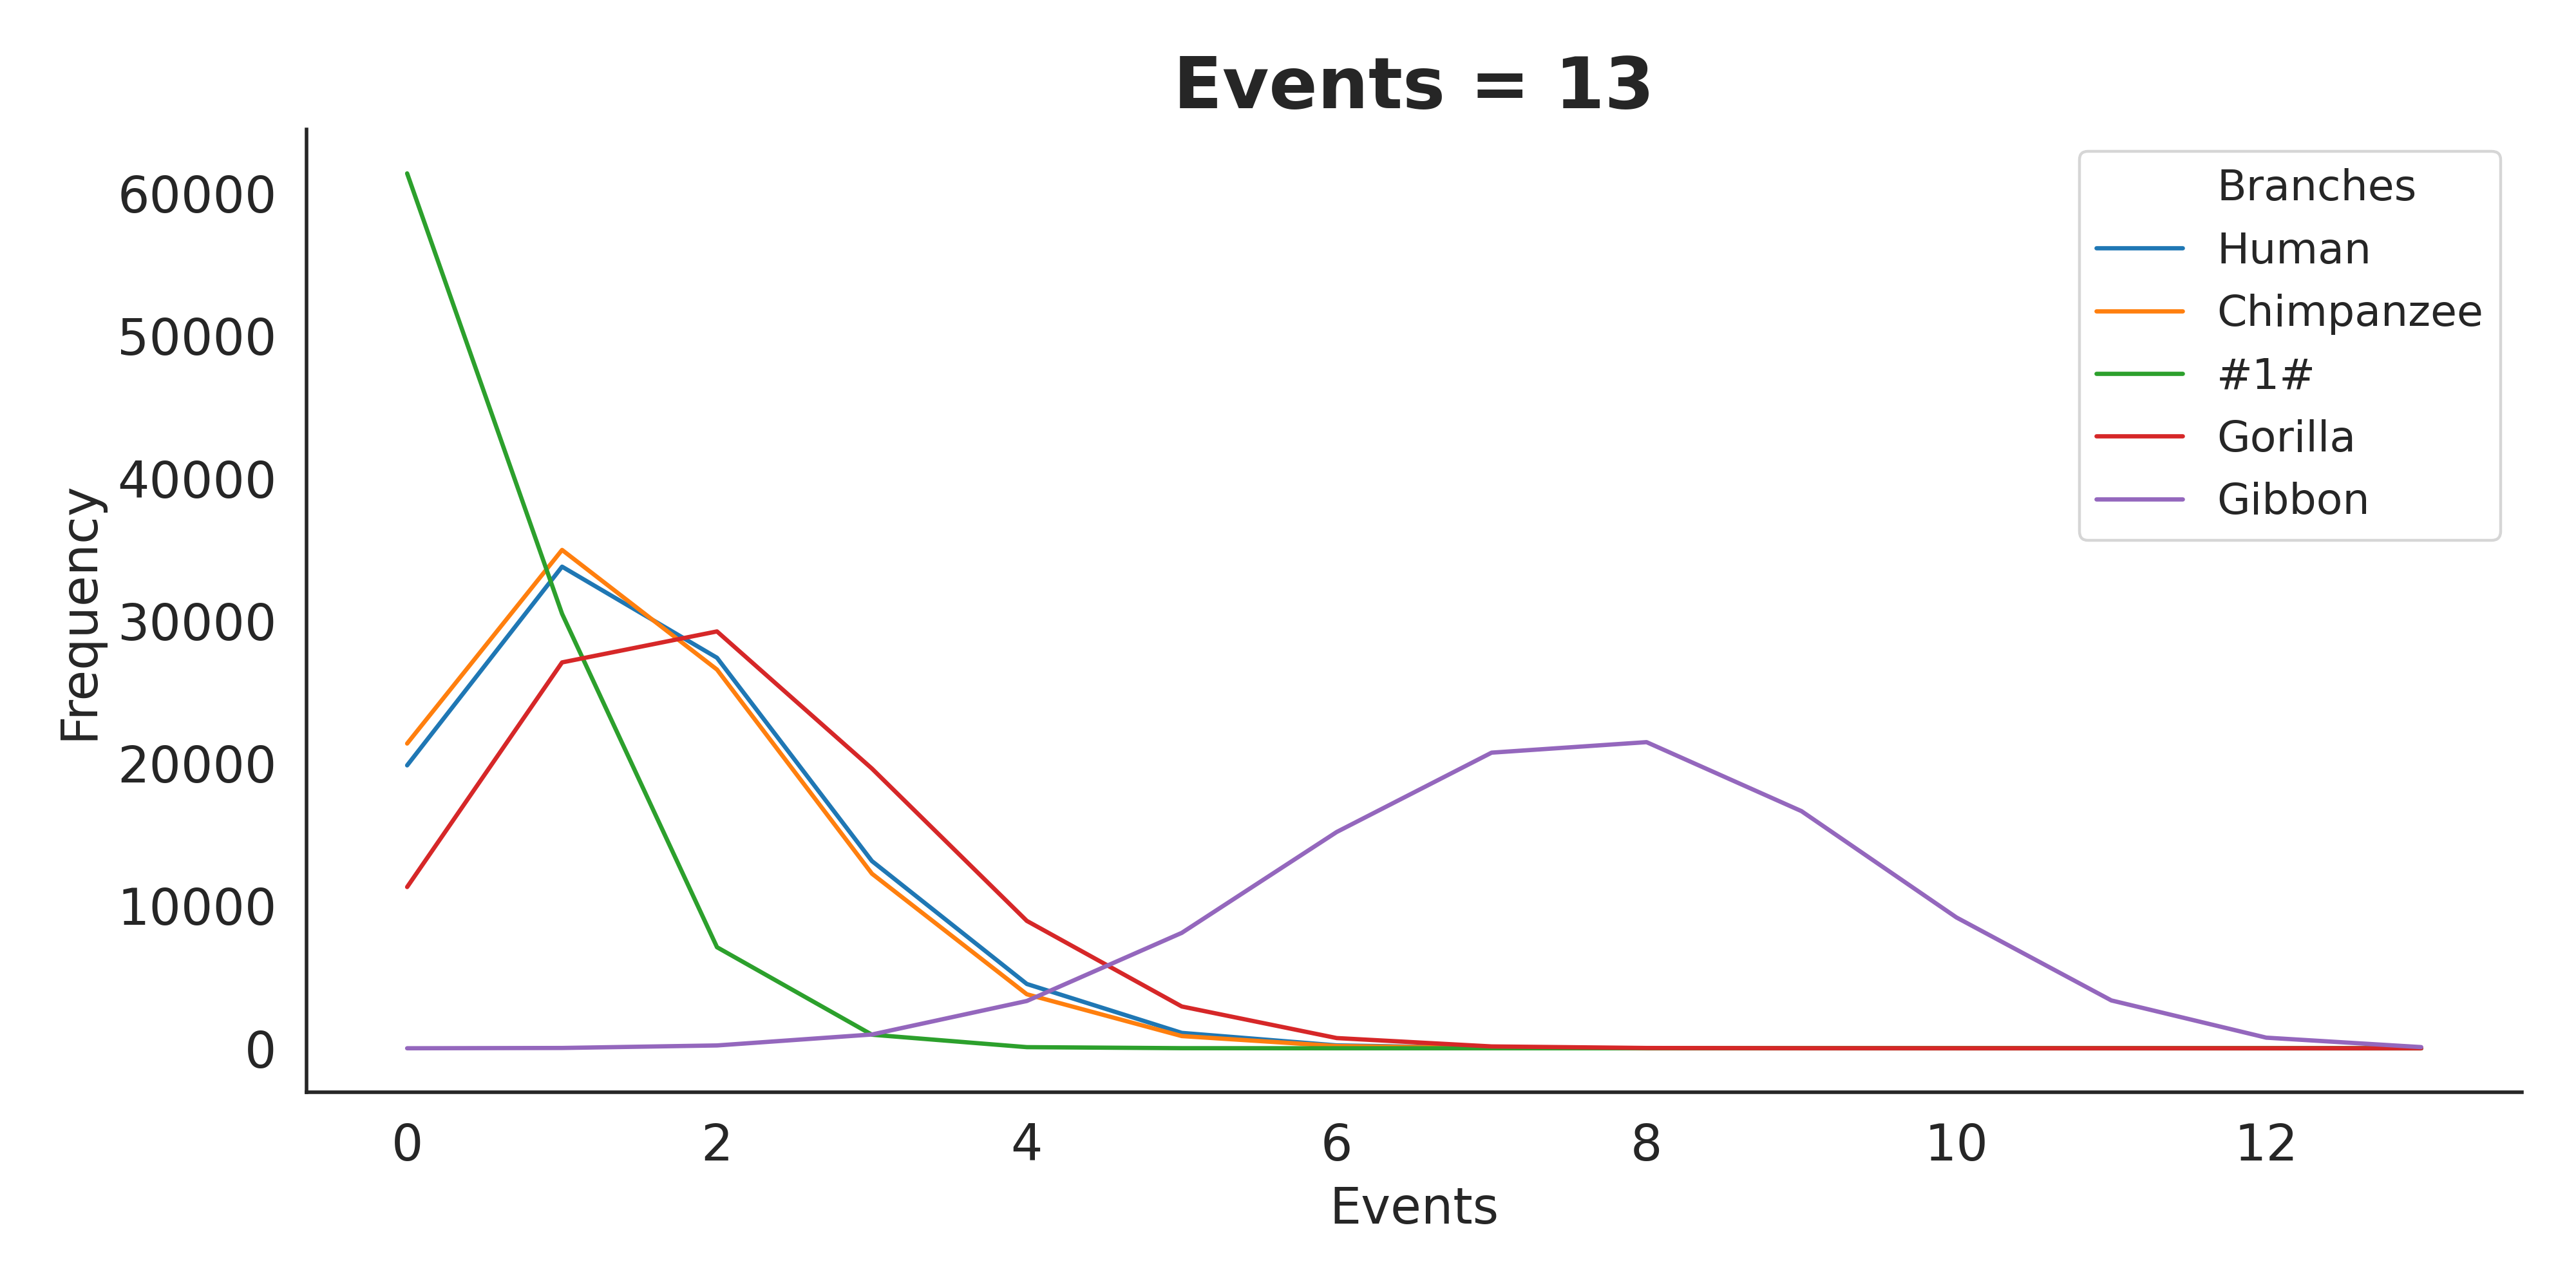 Events = 13
Frequency
60000
50000
40000
30000
20000
10000
0
Branches
Human
Chimpanzee
#1#
Gorilla
Gibbon
0 2 4 6 8 10 12
Events